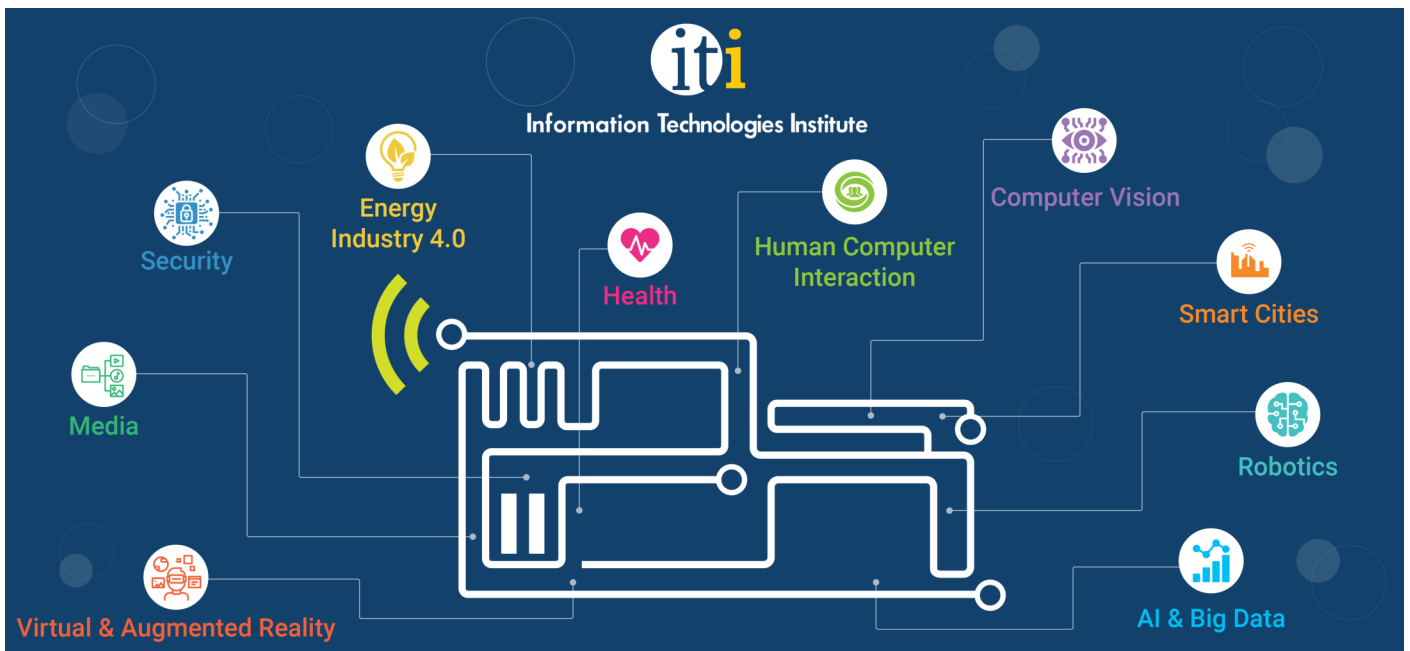 iti
Information Technologies Institute
Energy
Industry 4.0
Security
Health
Human Computer
Interaction
Computer Vision
Smart Cities
Media
Robotics
Virtual & Augmented Reality
AI & Big Data